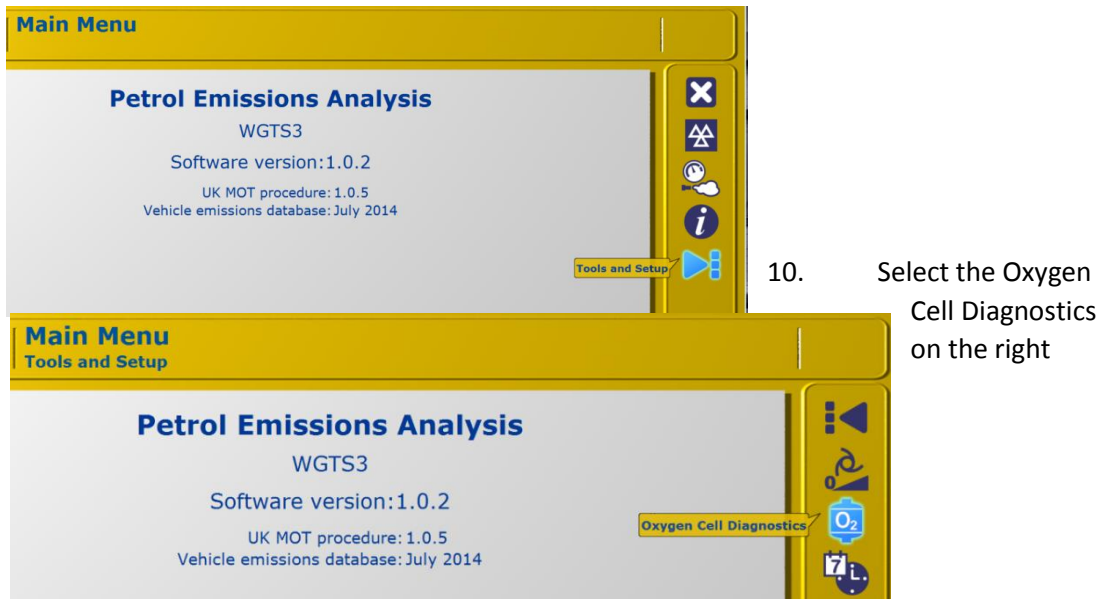 Main Menu
Petrol Emissions Analysis
WGTS3
Software version:1.0.2
UK MOT procedure: 1.0.5
Vehicle emissions database: July 2014
Tools and Setup
i
10. Select the Oxygen
Cell Diagnostics
on the right
Main Menu
Tools and Setup
Petrol Emissions Analysis
WGTS3
Software version:1.0.2
UK MOT procedure: 1.0.5
Vehicle emissions database: July 2014
0
Oxygen Cell Diagnostics
O₂
7